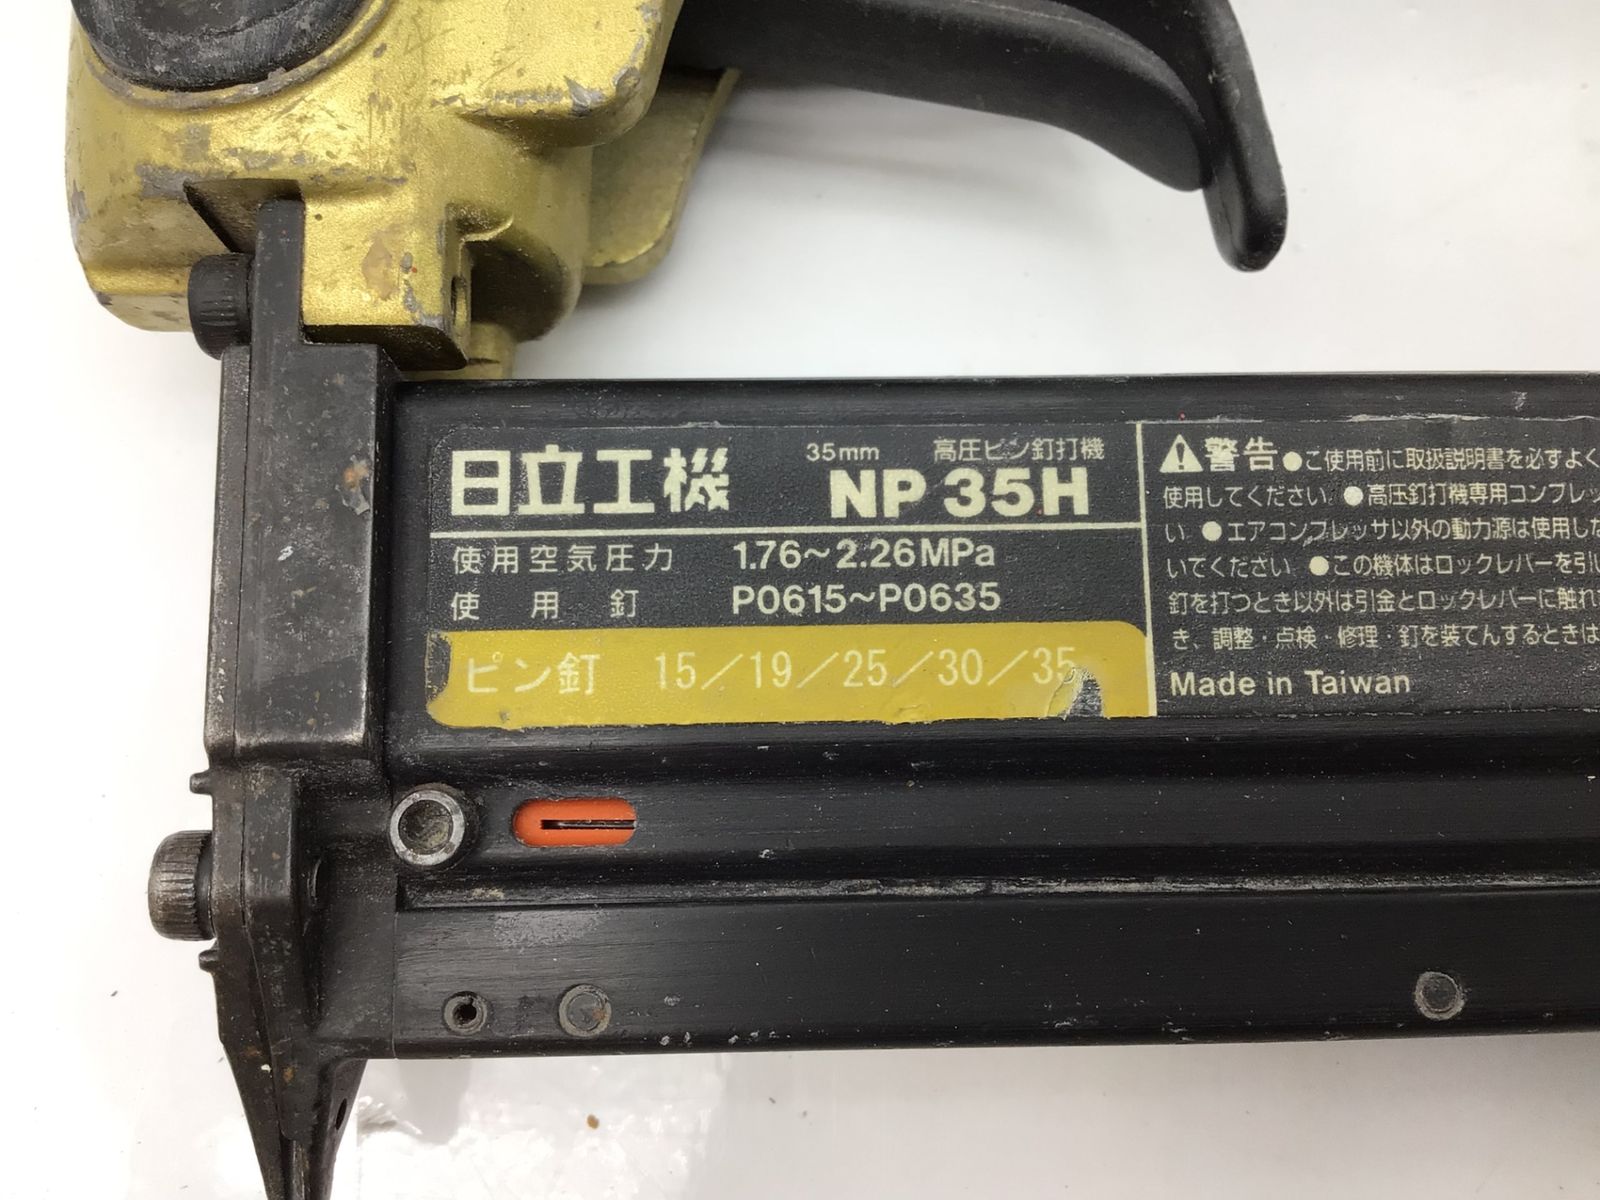 日立工機 35mm 高圧ピン釘打機
NP 35H
使用空気圧力 1.76～2.26MPa
使用釘 P0615～P0635
ピン釘 15／19／25／30／35
警告 ●ご使用前に取扱説明書を必ずよく
使用してください ●高圧釘打機専用コンプレッ
い ●エアコンプレッサ以外の動力源は使用した
いてください ●この機体はロックレバーを引い
釘を打つとき以外は引金とロックレバーに触れ
き、調整・点検・修理・釘を装てんするときは
Made in Taiwan